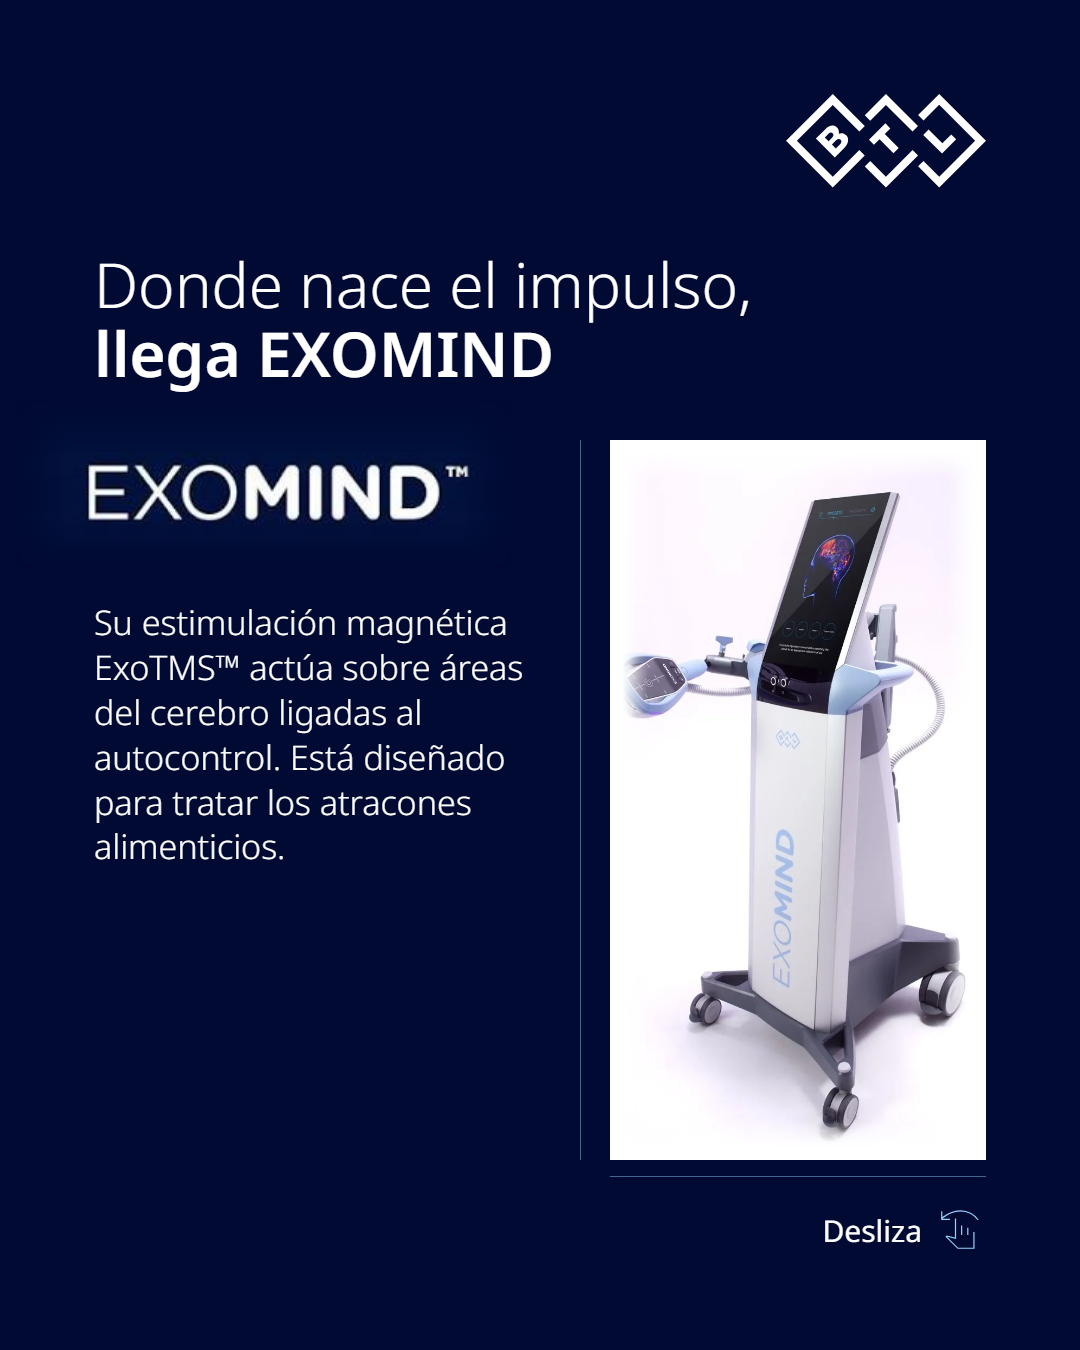 BTL
Donde nace el impulso,
llega EXOMIND
EXOMIND™
Su estimulación magnética
ExoTMS™ actúa sobre áreas
del cerebro ligadas al
autocontrol. Está diseñado
para tratar los atracones
alimenticios.
BTL
EXOMIND
Desliza